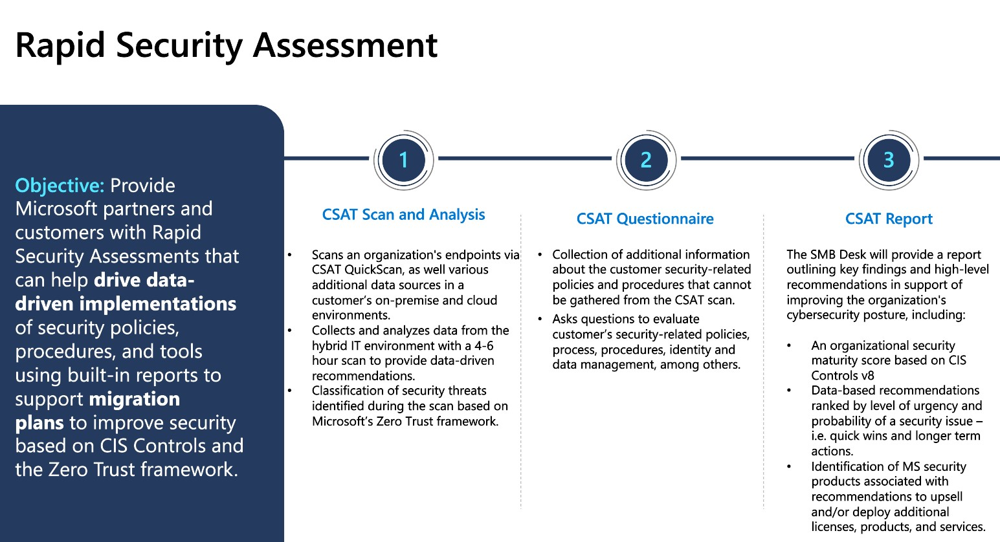 Rapid Security Assessment
Objective: Provide
Microsoft partners and
customers with Rapid
Security Assessments that
can help drive data-
driven implementations
of security policies,
procedures, and tools
using built-in reports to
support migration
plans to improve security
based on CIS Controls and
the Zero Trust framework.
1
CSAT Scan and Analysis
• Scans an organization's endpoints via
CSAT QuickScan, as well various
additional data sources in a
customer’s on-premise and cloud
environments.
• Collects and analyzes data from the
hybrid IT environment with a 4-6
hour scan to provide data-driven
recommendations.
• Classification of security threats
identified during the scan based on
Microsoft’s Zero Trust framework.
2
CSAT Questionnaire
• Collection of additional information
about the customer security-related
policies and procedures that cannot
be gathered from the CSAT scan.
• Asks questions to evaluate
customer’s security-related policies,
process, procedures, identity and
data management, among others.
3
CSAT Report
The SMB Desk will provide a report
outlining key findings and high-level
recommendations in support of
improving the organization's
cybersecurity posture, including:
• An organizational security
maturity score based on CIS
Controls v8
• Data-based recommendations
ranked by level of urgency and
probability of a security issue –
i.e. quick wins and longer term
actions.
• Identification of MS security
products associated with
recommendations to upsell
and/or deploy additional
licenses, products, and services.